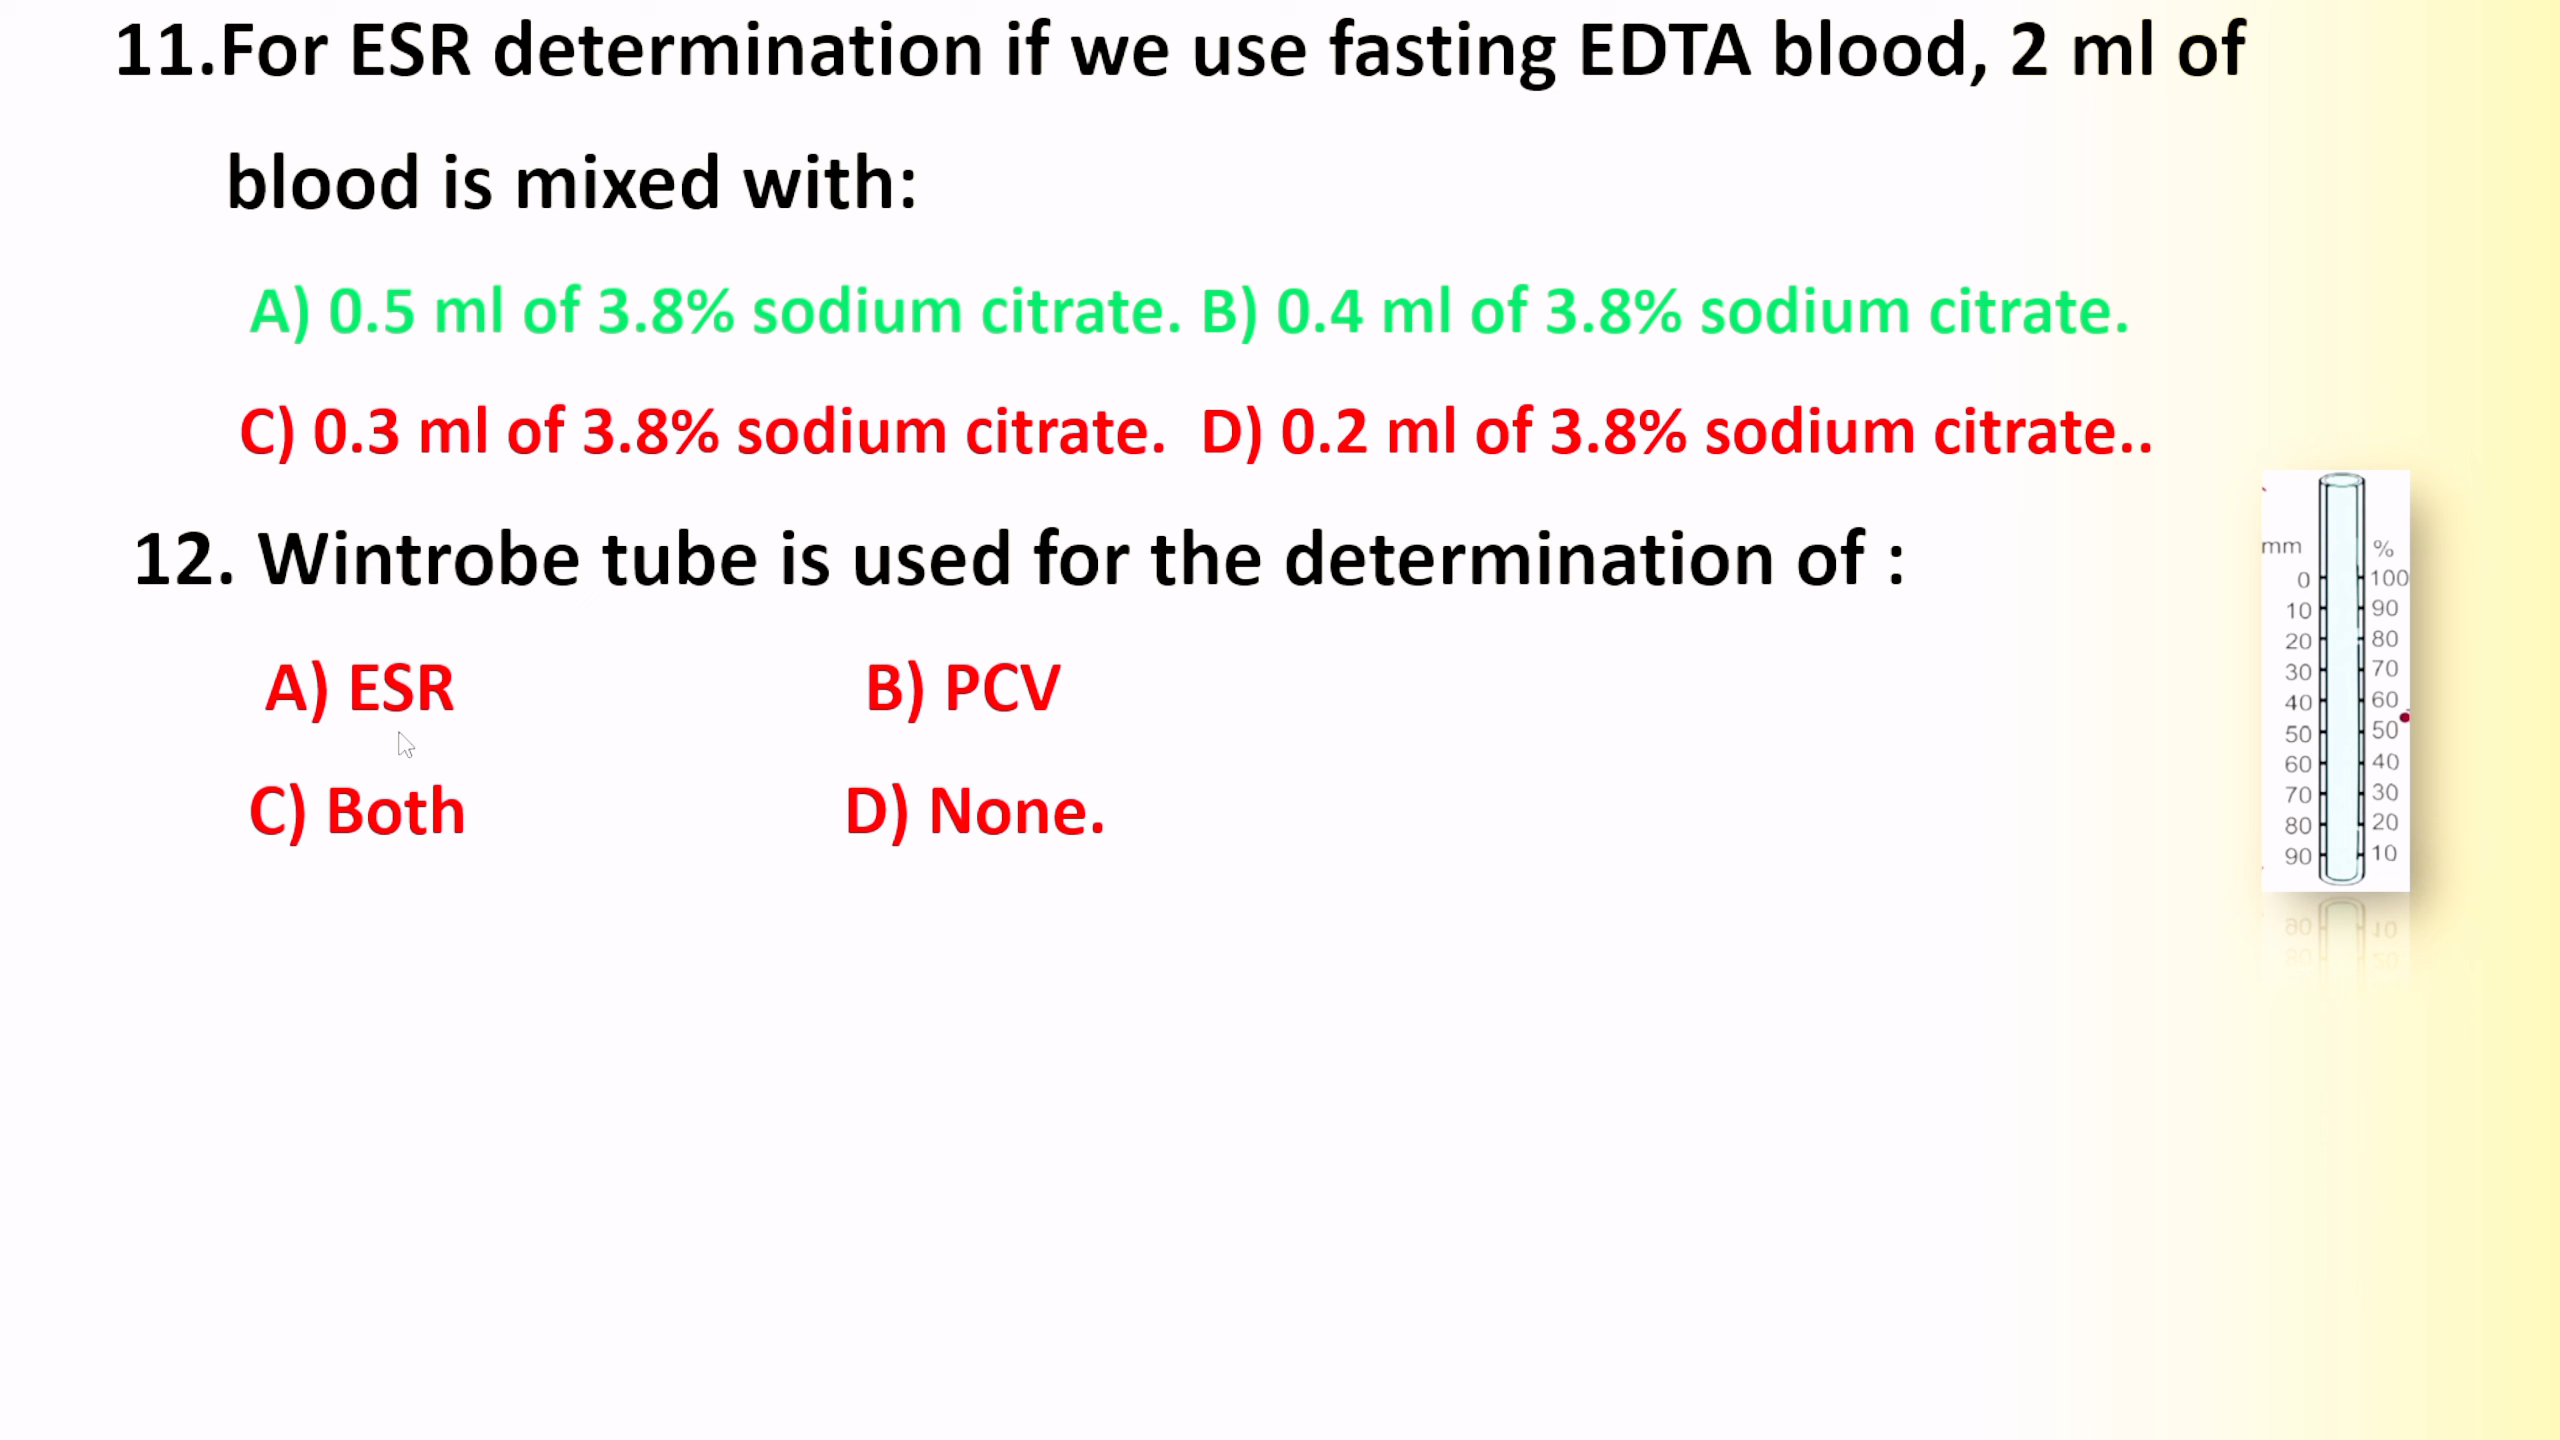 11.For ESR determination if we use fasting EDTA blood, 2 ml of
blood is mixed with:
A) 0.5 ml of 3.8% sodium citrate. B) 0.4 ml of 3.8% sodium citrate.
C) 0.3 ml of 3.8% sodium citrate. D) 0.2 ml of 3.8% sodium citrate..
12. Wintrobe tube is used for the determination of :
A) ESR B) PCV
C) Both D) None.
mm %
0 100
10 90
20 80
30 70
40 60
50 50
60 40
70 30
80 20
90 10